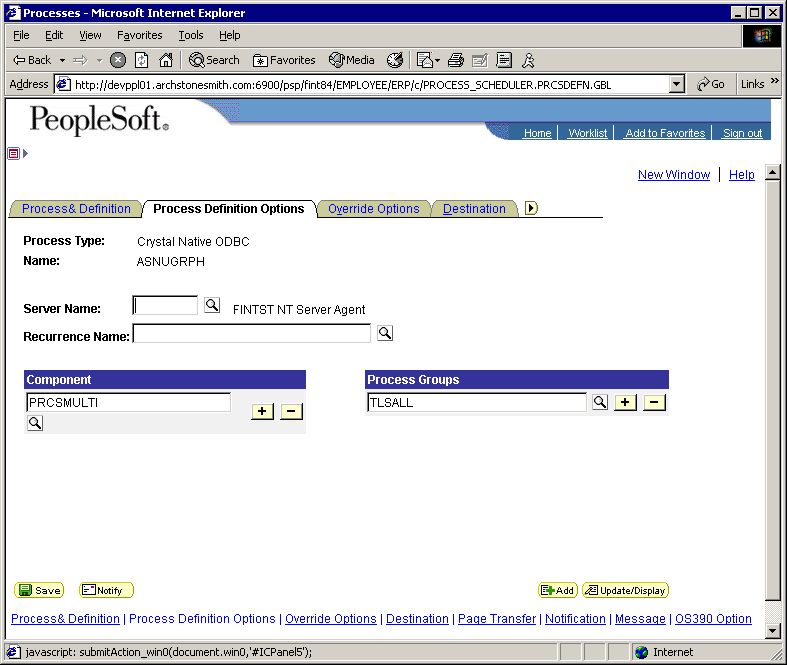 Processes - Microsoft Internet Explorer
File Edit View Favorites Tools Help
Back Search Favorites Media
Address http://devppl01.archstonesmith.com:6900/psp/fint84/EMPLOYEE/ERP/c/PROCESS_SCHEDULER.PRCSDEFN.GBL Go Links »
PeopleSoft®
Home Worklist Add to Favorites Sign out
New Window | Help
Process& Definition Process Definition Options Override Options Destination
Process Type: Crystal Native ODBC
Name: ASNUGRPH
Server Name: FINTST NT Server Agent
Recurrence Name:
Component Process Groups
PRCSMULTI + − TLSALL + −
Save Notify Add Update/Display
Process& Definition | Process Definition Options | Override Options | Destination | Page Transfer | Notification | Message | OS390 Option
javascript: submitAction_win0(document.win0,'#ICPanel5'); Internet